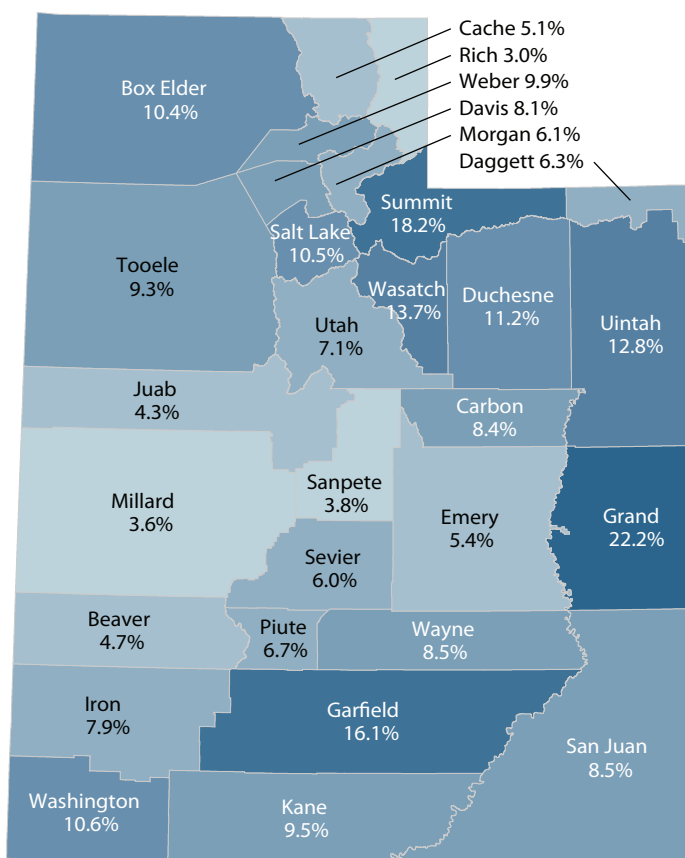 Cache 5.1%
Rich 3.0%
Weber 9.9%
Davis 8.1%
Morgan 6.1%
Daggett 6.3%
Box Elder
10.4%
Summit
18.2%
Salt Lake
10.5%
Tooele
9.3%
Wasatch
13.7%
Duchesne
11.2%
Uintah
12.8%
Utah
7.1%
Juab
4.3%
Carbon
8.4%
Millard
3.6%
Sanpete
3.8%
Emery
5.4%
Grand
22.2%
Sevier
6.0%
Beaver
4.7%
Piute
6.7%
Wayne
8.5%
Iron
7.9%
Garfield
16.1%
San Juan
8.5%
Washington
10.6%
Kane
9.5%